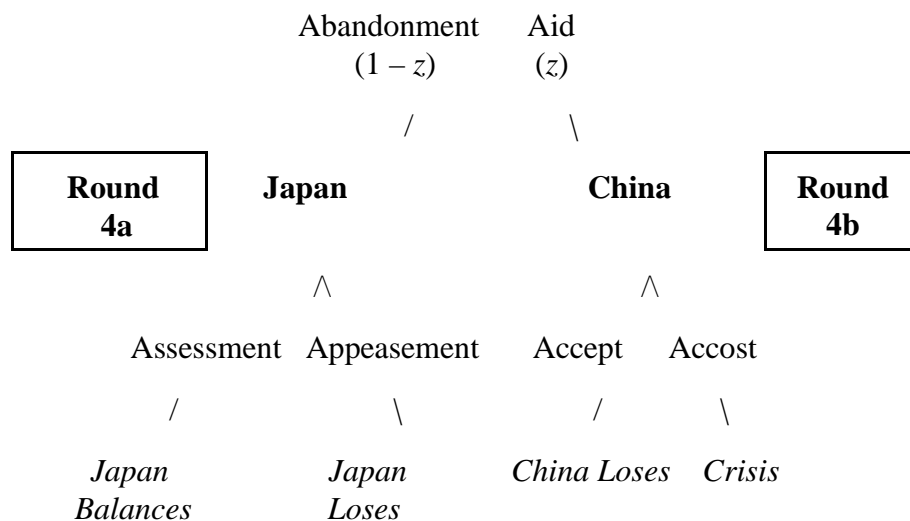 Abandonment Aid
(1 – z) (z)
/ \
Round 4a Japan China Round 4b
/\ /\
Assessment Appeasement Accept Accost
/ \ / \
Japan Japan China Loses Crisis
Balances Loses